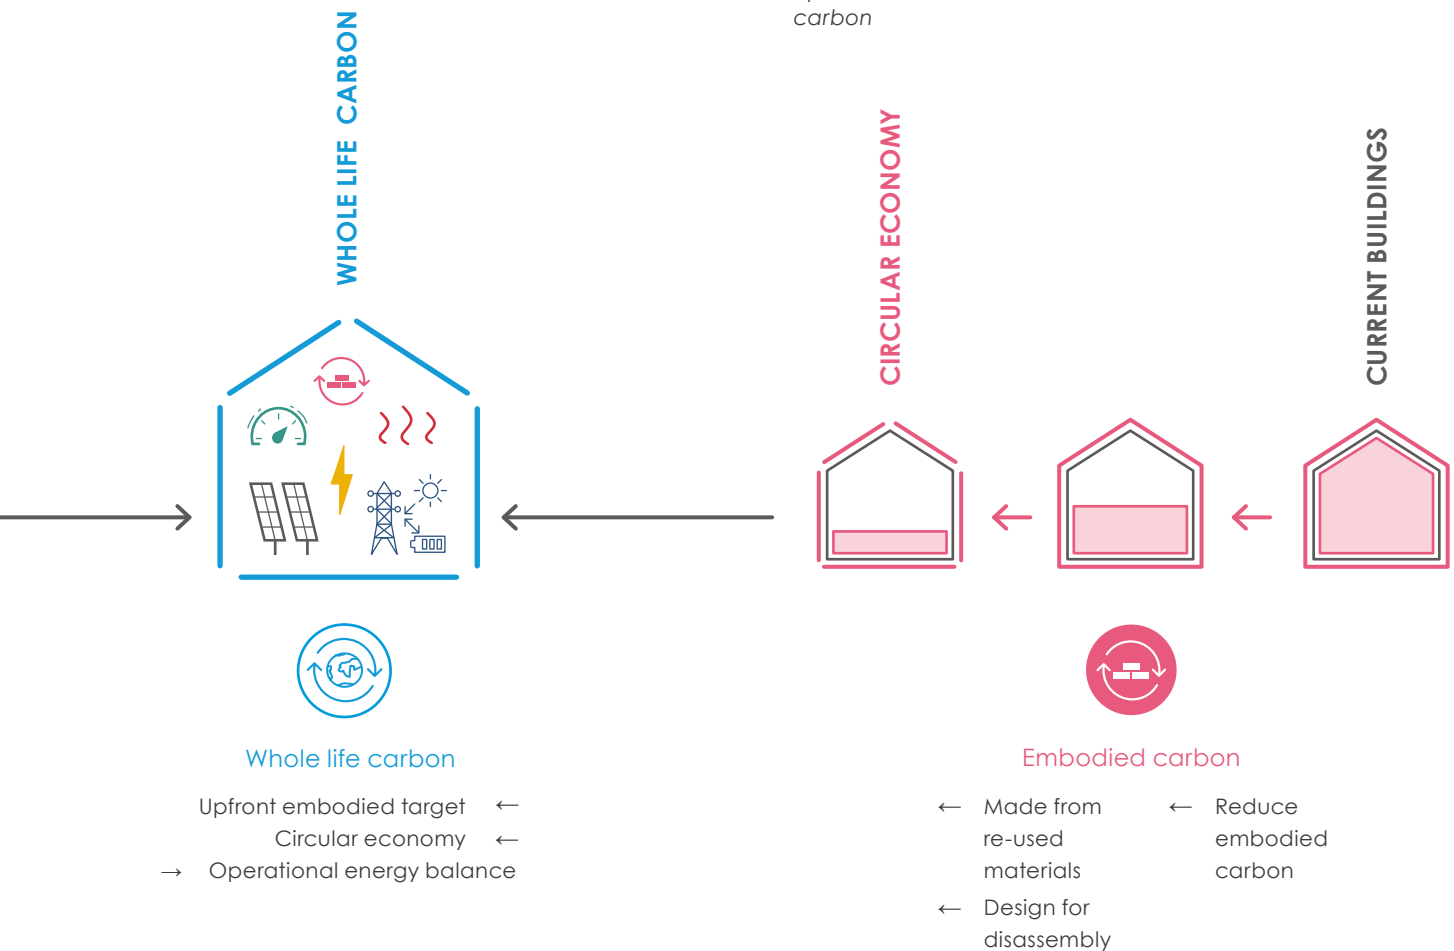 carbon
WHOLE LIFE CARBON
CIRCULAR ECONOMY
CURRENT BUILDINGS
Whole life carbon
Upfront embodied target ←
Circular economy ←
→ Operational energy balance
Embodied carbon
← Made from
re-used
materials
← Design for
disassembly
← Reduce
embodied
carbon